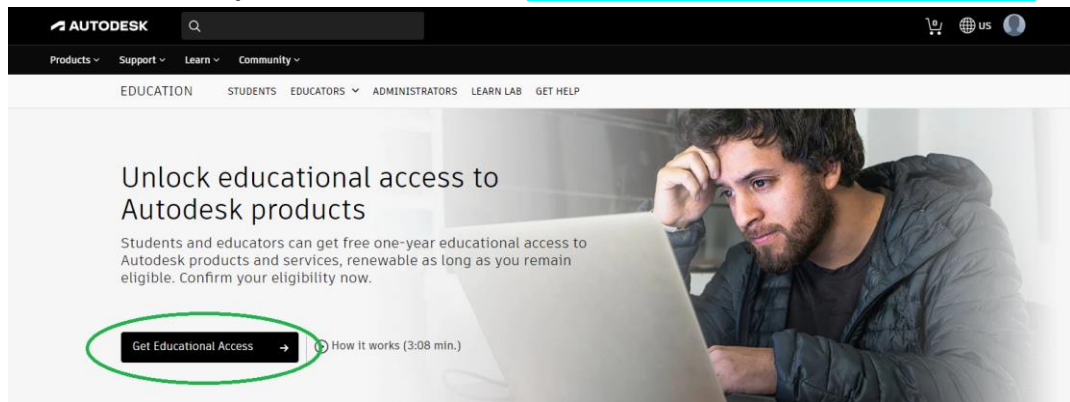 AUTODESK
0
US
Products Support Learn Community
EDUCATION STUDENTS EDUCATORS ADMINISTRATORS LEARN LAB GET HELP
Unlock educational access to
Autodesk products
Students and educators can get free one-year educational access to
Autodesk products and services, renewable as long as you remain
eligible. Confirm your eligibility now.
Get Educational Access → How it works (3:08 min.)